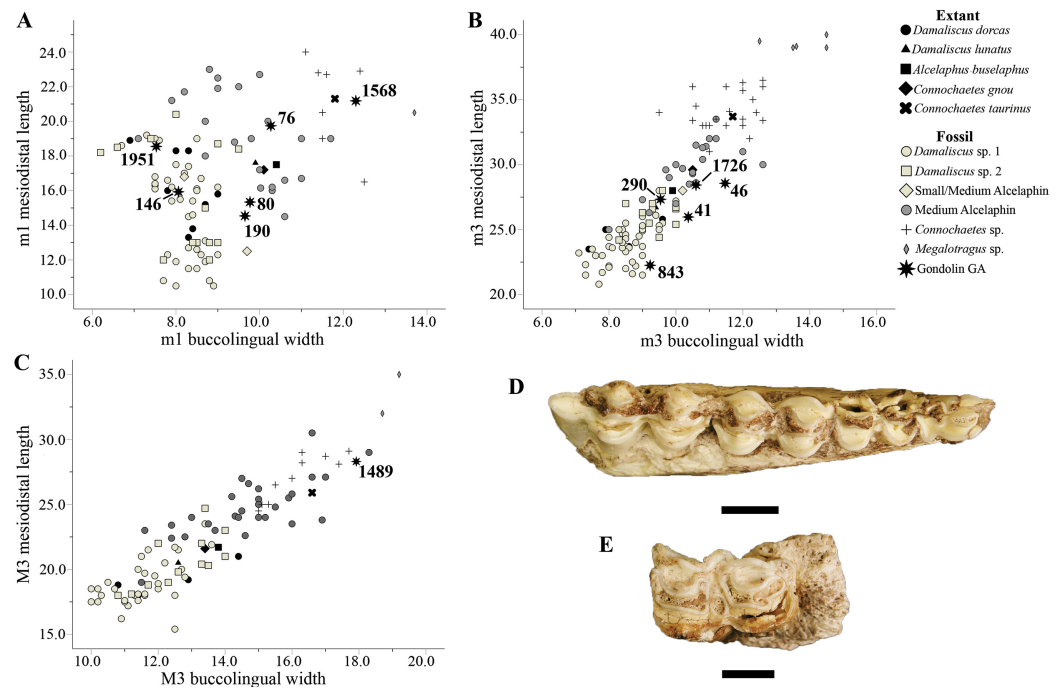 A
m1 mesiodistal length
24.0
22.0
20.0
18.0
16.0
14.0
12.0
10.0
1568
76
1951
146
80
190
6.0
8.0
10.0
12.0
14.0
m1 buccolingual width
B
m3 mesiodistal length
40.0
35.0
30.0
25.0
20.0
290
1726
46
41
843
6.0
8.0
10.0
12.0
14.0
m3 buccolingual width
Extant
Damaliscus dorcas
Damaliscus lunatus
Alcelaphus buselaphus
Connochaetes gnou
Connochaetes taurinus
Fossil
Damaliscus sp. 1
Damaliscus sp. 2
Small/Medium Alcelaphin
Medium Alcelaphin
Connochaetes sp.
Megalotragus sp.
Gondolin GA
C
M3 mesiodistal length
35.0
30.0
25.0
20.0
15.0
1489
10.0
12.0
14.0
16.0
18.0
20.0
M3 buccolingual width
D
E